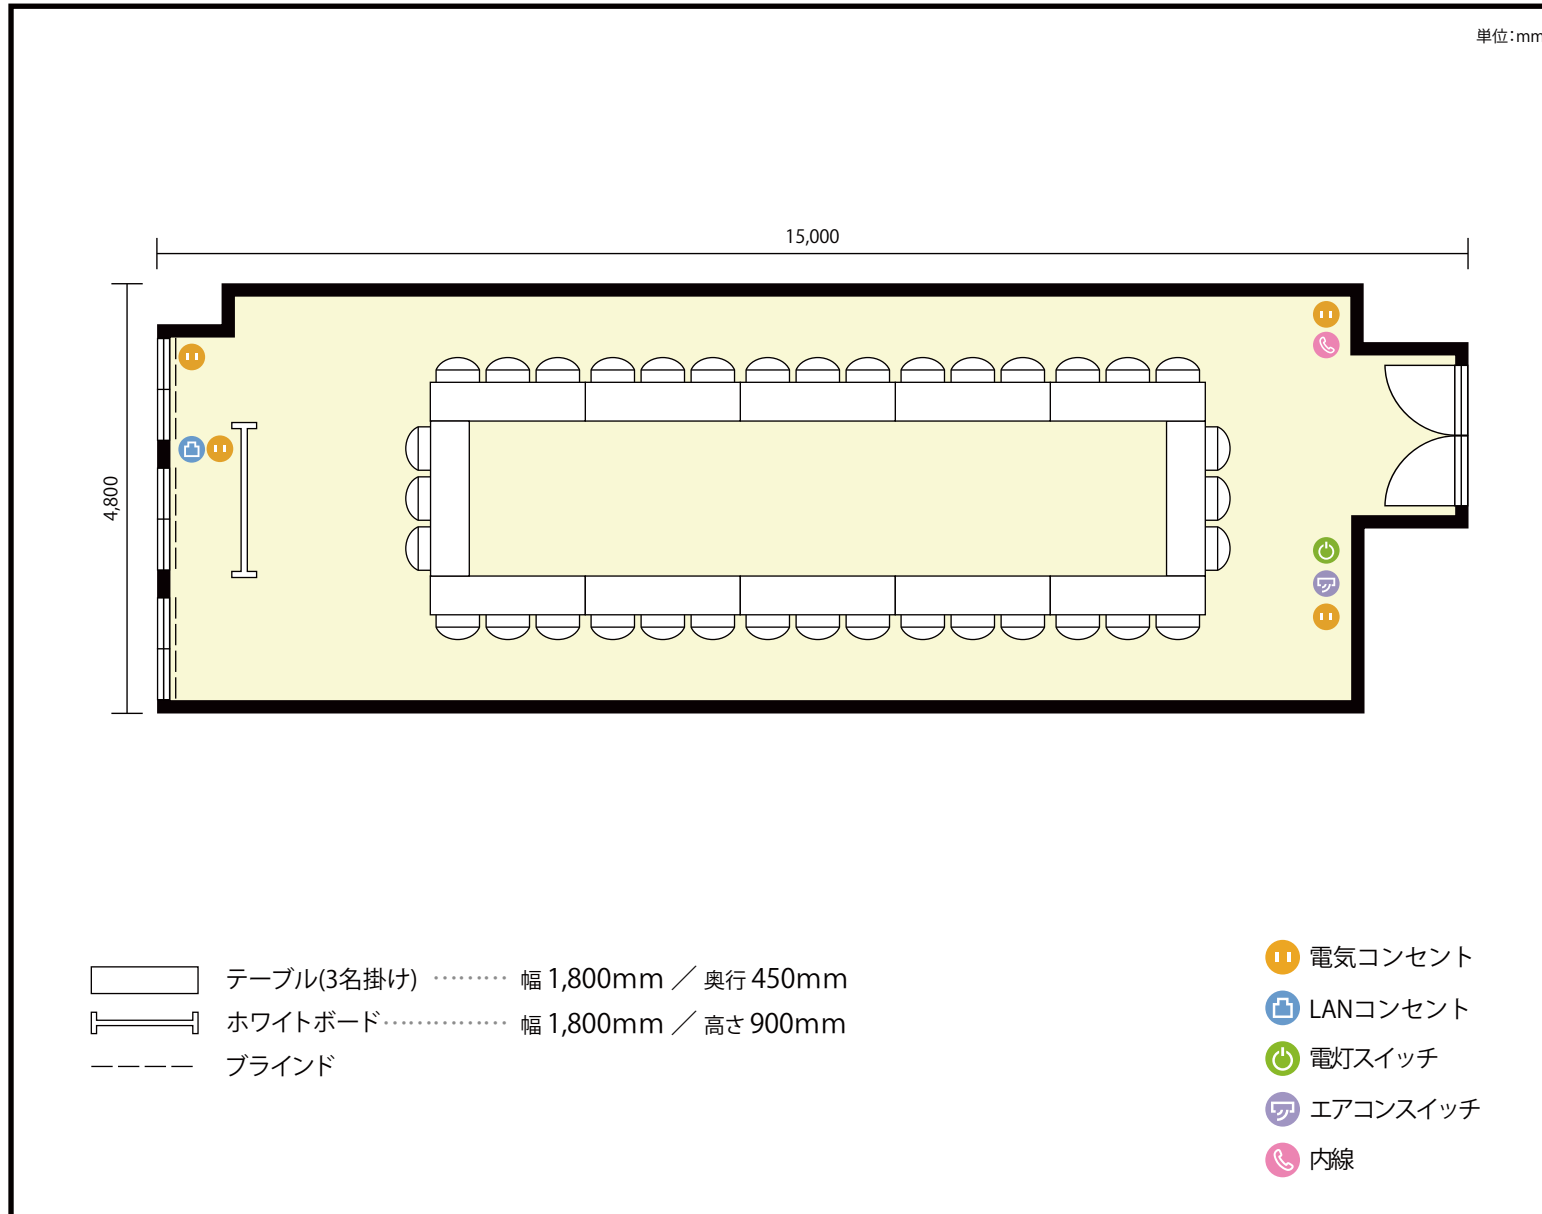 単位：mm
15,000
4,800
テーブル(3名掛け) ……… 幅 1,800mm ／ 奥行 450mm
ホワイトボード…………… 幅 1,800mm ／ 高さ 900mm
ブラインド
電気コンセント
LANコンセント
電灯スイッチ
エアコンスイッチ
内線